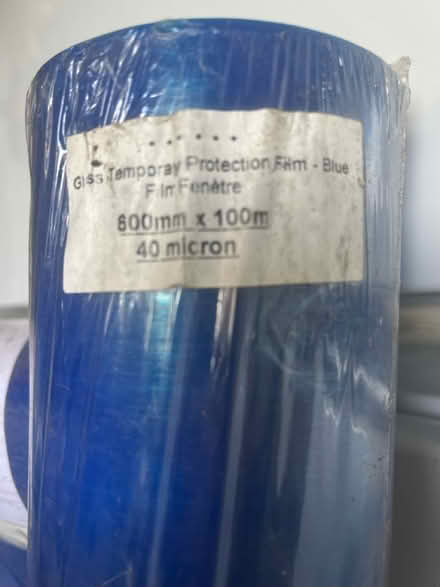 Glss Temporay Protection Film - Blue
Film Fenêtre
600mm x 100m
40 micron